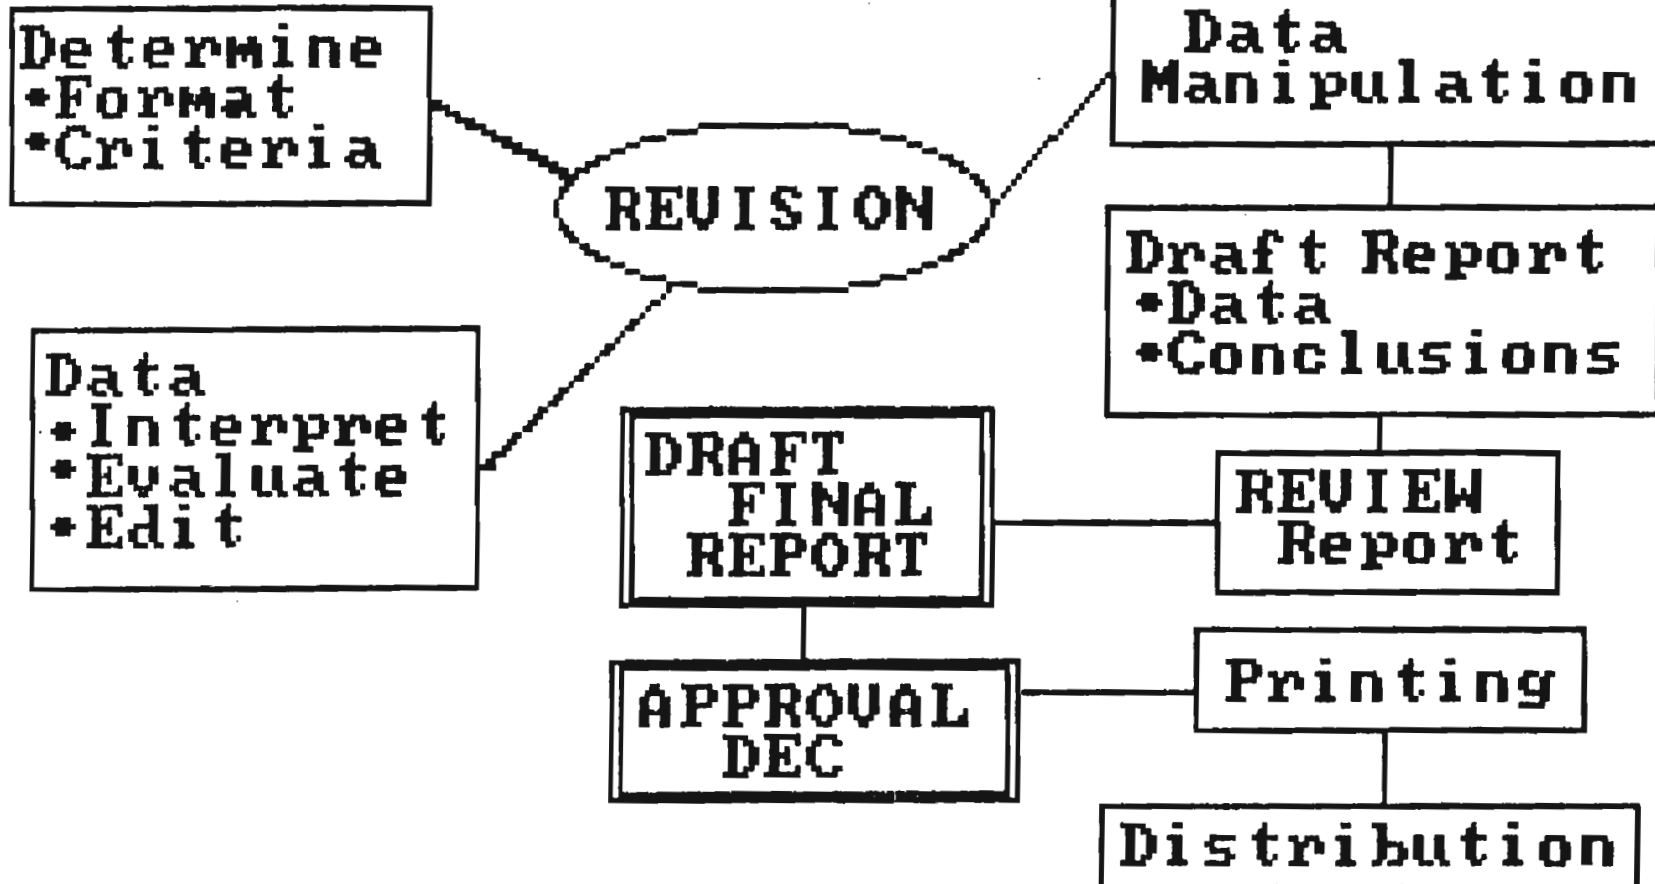 Determine
•Format
•Criteria
REVISION
Data
Manipulation
Draft Report
•Data
•Conclusions
Data
•Interpret
•Evaluate
•Edit
DRAFT
FINAL
REPORT
REVIEW
Report
APPROVAL
DEC
Printing
Distribution